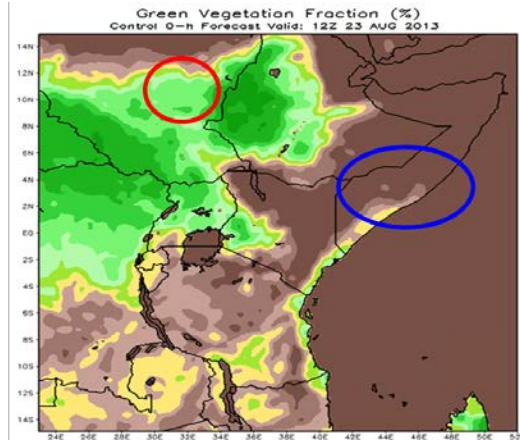 Green Vegetation Fraction (%)
Control 0-h Forecast Valid: 12Z 23 AUG 2013
14N
12N
10N
8N
6N
4N
2N
EQ
2S
4S
6S
8S
10S
12S
14S
24E 26E 28E 30E 32E 34E 36E 38E 40E 42E 44E 46E 48E 50E 52E